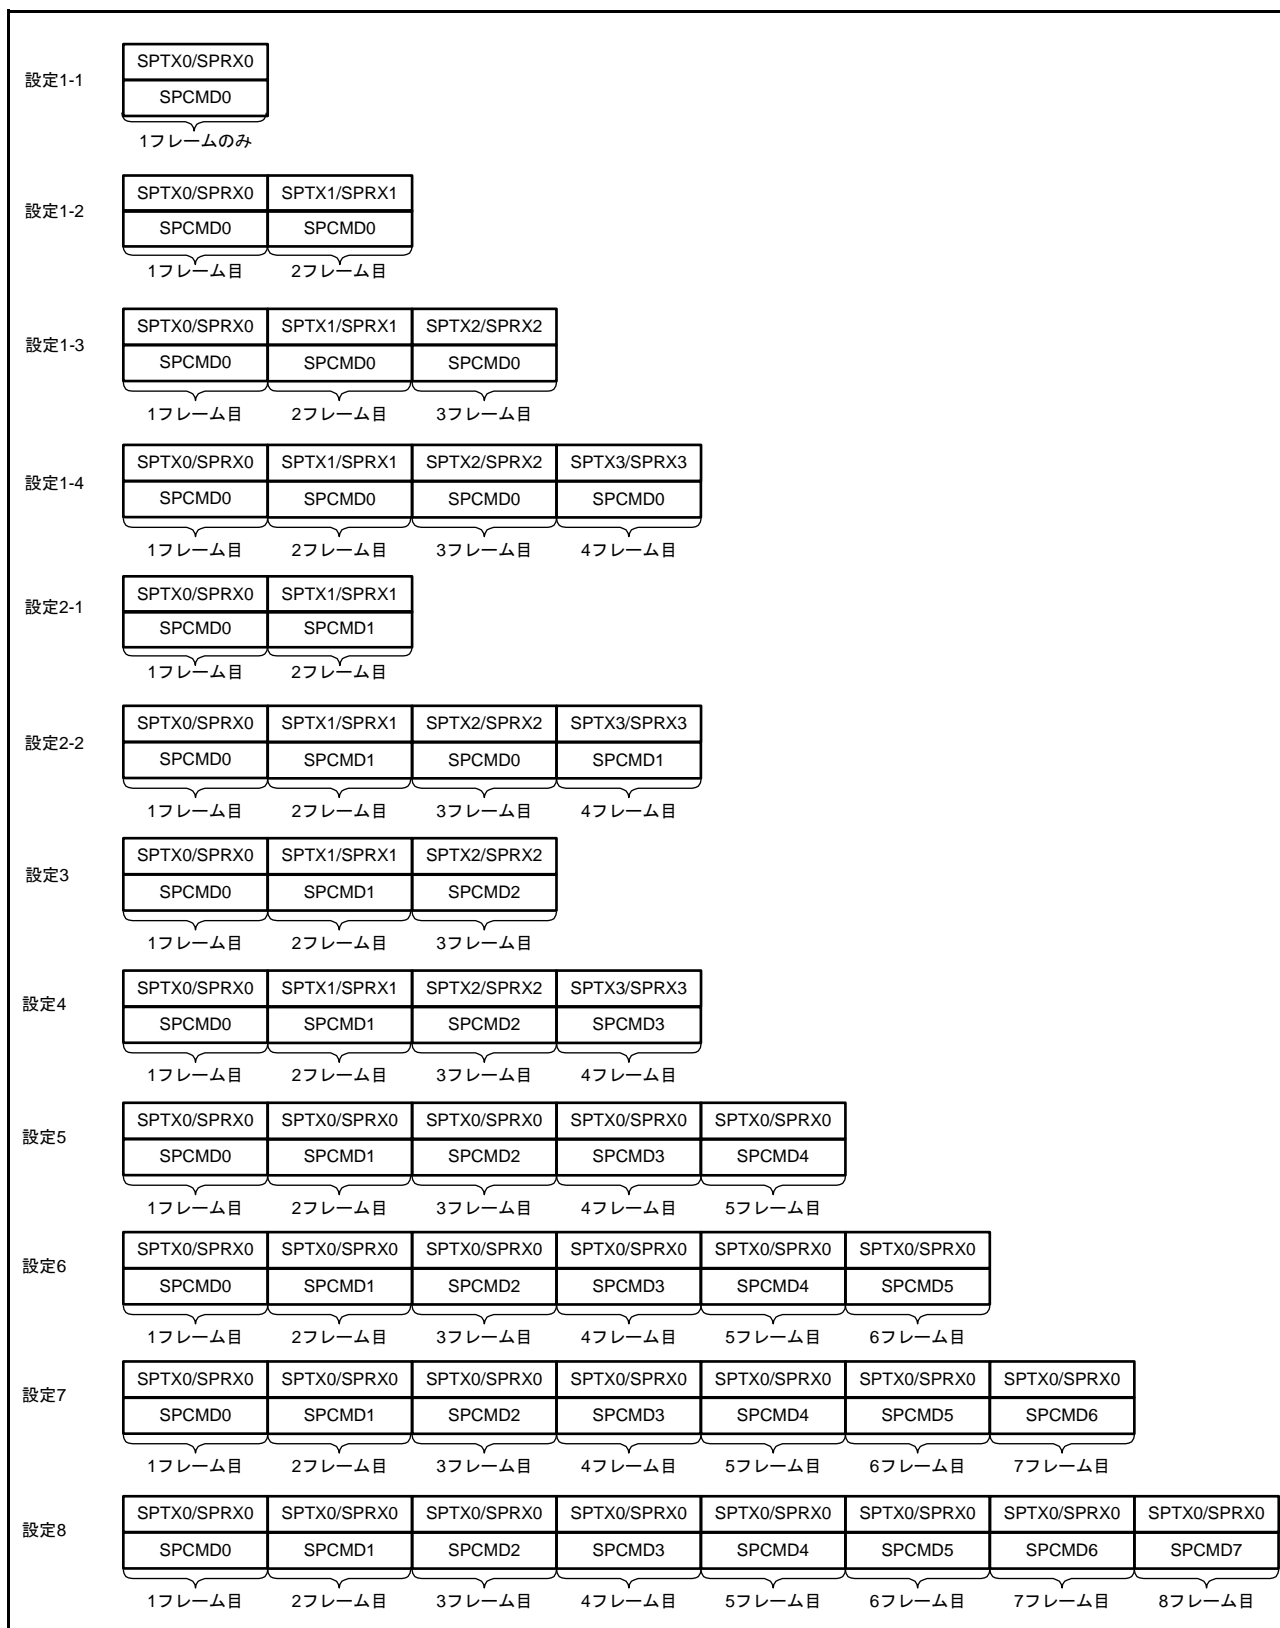 設定1-1
SPTX0/SPRX0
SPCMD0
1フレームのみ
設定1-2
SPTX0/SPRX0 SPTX1/SPRX1
SPCMD0 SPCMD0
1フレーム目 2フレーム目
設定1-3
SPTX0/SPRX0 SPTX1/SPRX1 SPTX2/SPRX2
SPCMD0 SPCMD0 SPCMD0
1フレーム目 2フレーム目 3フレーム目
設定1-4
SPTX0/SPRX0 SPTX1/SPRX1 SPTX2/SPRX2 SPTX3/SPRX3
SPCMD0 SPCMD0 SPCMD0 SPCMD0
1フレーム目 2フレーム目 3フレーム目 4フレーム目
設定2-1
SPTX0/SPRX0 SPTX1/SPRX1
SPCMD0 SPCMD1
1フレーム目 2フレーム目
設定2-2
SPTX0/SPRX0 SPTX1/SPRX1 SPTX2/SPRX2 SPTX3/SPRX3
SPCMD0 SPCMD1 SPCMD0 SPCMD1
1フレーム目 2フレーム目 3フレーム目 4フレーム目
設定3
SPTX0/SPRX0 SPTX1/SPRX1 SPTX2/SPRX2
SPCMD0 SPCMD1 SPCMD2
1フレーム目 2フレーム目 3フレーム目
設定4
SPTX0/SPRX0 SPTX1/SPRX1 SPTX2/SPRX2 SPTX3/SPRX3
SPCMD0 SPCMD1 SPCMD2 SPCMD3
1フレーム目 2フレーム目 3フレーム目 4フレーム目
設定5
SPTX0/SPRX0 SPTX0/SPRX0 SPTX0/SPRX0 SPTX0/SPRX0 SPTX0/SPRX0
SPCMD0 SPCMD1 SPCMD2 SPCMD3 SPCMD4
1フレーム目 2フレーム目 3フレーム目 4フレーム目 5フレーム目
設定6
SPTX0/SPRX0 SPTX0/SPRX0 SPTX0/SPRX0 SPTX0/SPRX0 SPTX0/SPRX0 SPTX0/SPRX0
SPCMD0 SPCMD1 SPCMD2 SPCMD3 SPCMD4 SPCMD5
1フレーム目 2フレーム目 3フレーム目 4フレーム目 5フレーム目 6フレーム目
設定7
SPTX0/SPRX0 SPTX0/SPRX0 SPTX0/SPRX0 SPTX0/SPRX0 SPTX0/SPRX0 SPTX0/SPRX0 SPTX0/SPRX0
SPCMD0 SPCMD1 SPCMD2 SPCMD3 SPCMD4 SPCMD5 SPCMD6
1フレーム目 2フレーム目 3フレーム目 4フレーム目 5フレーム目 6フレーム目 7フレーム目
設定8
SPTX0/SPRX0 SPTX0/SPRX0 SPTX0/SPRX0 SPTX0/SPRX0 SPTX0/SPRX0 SPTX0/SPRX0 SPTX0/SPRX0 SPTX0/SPRX0
SPCMD0 SPCMD1 SPCMD2 SPCMD3 SPCMD4 SPCMD5 SPCMD6 SPCMD7
1フレーム目 2フレーム目 3フレーム目 4フレーム目 5フレーム目 6フレーム目 7フレーム目 8フレーム目